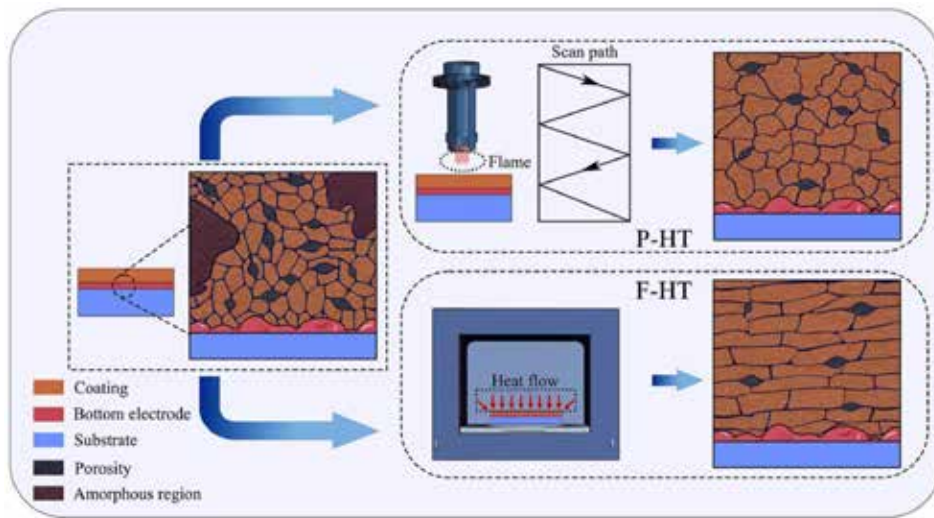 Scan path
Flame
P-HT
F-HT
Heat flow
Coating
Bottom electrode
Substrate
Porosity
Amorphous region